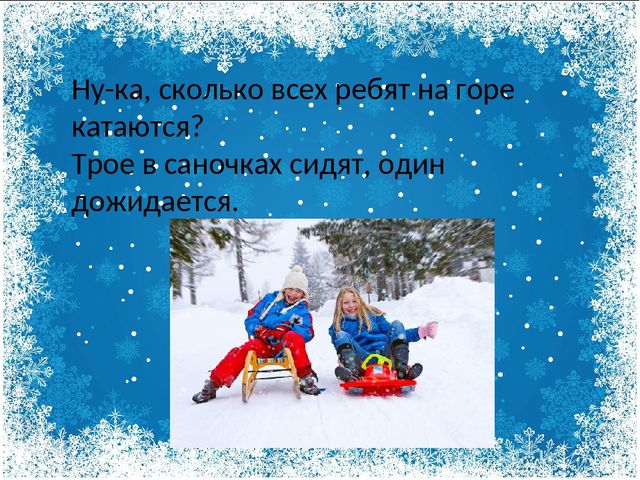 Ну-ка, сколько всех ребят на горе
катаются?
Трое в саночках сидят, один
дожидается.